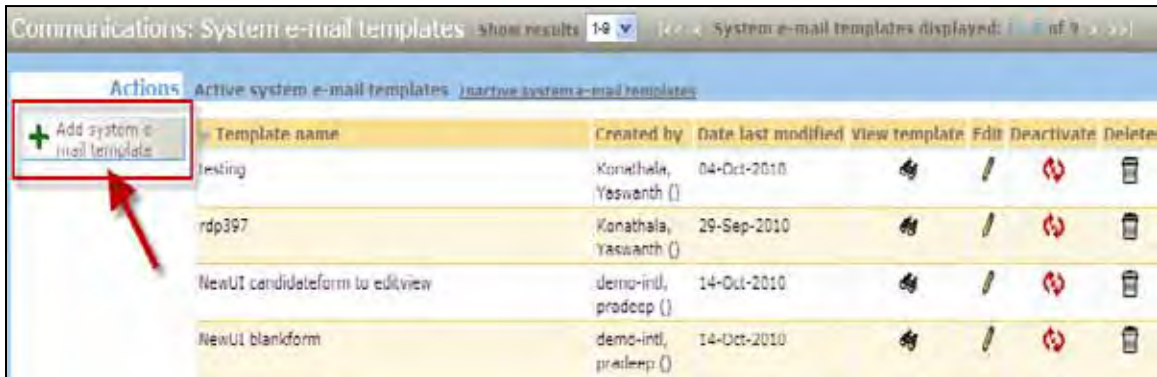 Communications: System e-mail templates Show results 1-9 System e-mail templates displayed: of 9
Actions Active system e-mail templates Inactive system e-mail templates
Add system e-mail template
Template name Created by Date last modified View template Edit Deactivate Delete
testing Konathala, Yaswanth () 04-Oct-2010
rdp397 Konathala, Yaswanth () 29-Sep-2010
NewUI candidateform to editview demo-intl, pradeep () 14-Oct-2010
NewUI blankform demo-intl, pradeep () 14-Oct-2010